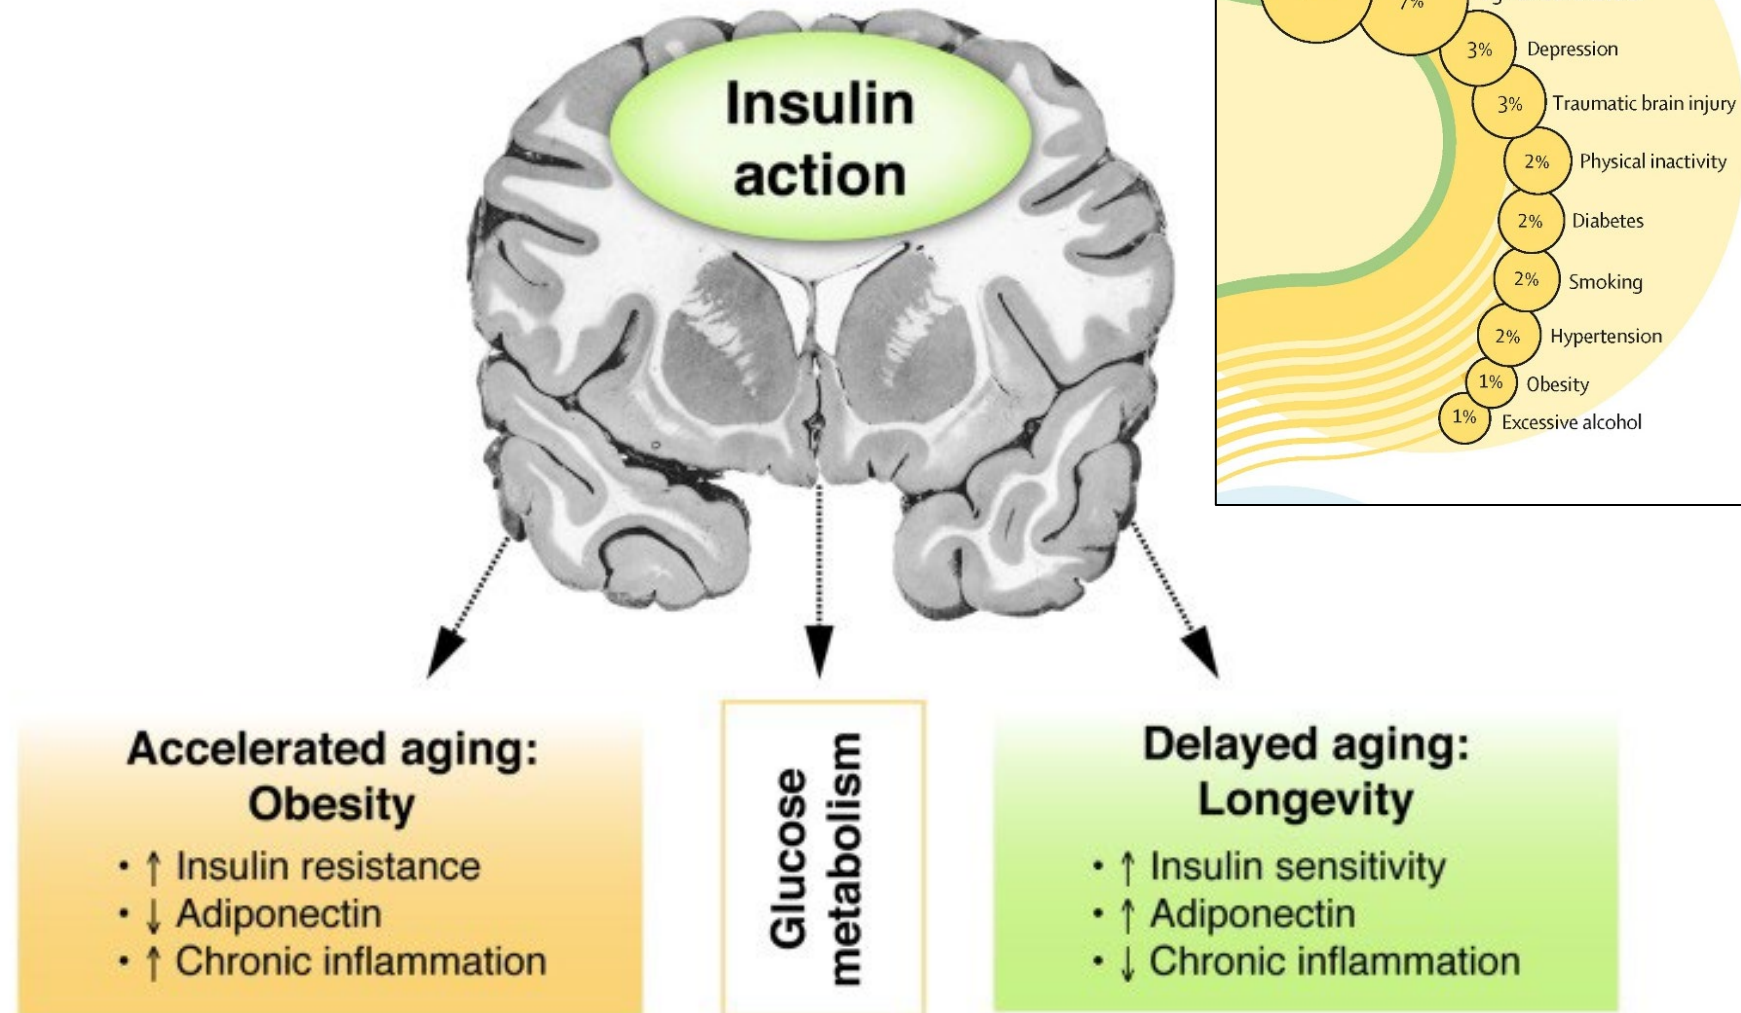 Insulin
action
7%
3% Depression
3% Traumatic brain injury
2% Physical inactivity
2% Diabetes
2% Smoking
2% Hypertension
1% Obesity
1% Excessive alcohol
Accelerated aging:
Obesity
• ↑ Insulin resistance
• ↓ Adiponectin
• ↑ Chronic inflammation
Glucose
metabolism
Delayed aging:
Longevity
• ↑ Insulin sensitivity
• ↑ Adiponectin
• ↓ Chronic inflammation